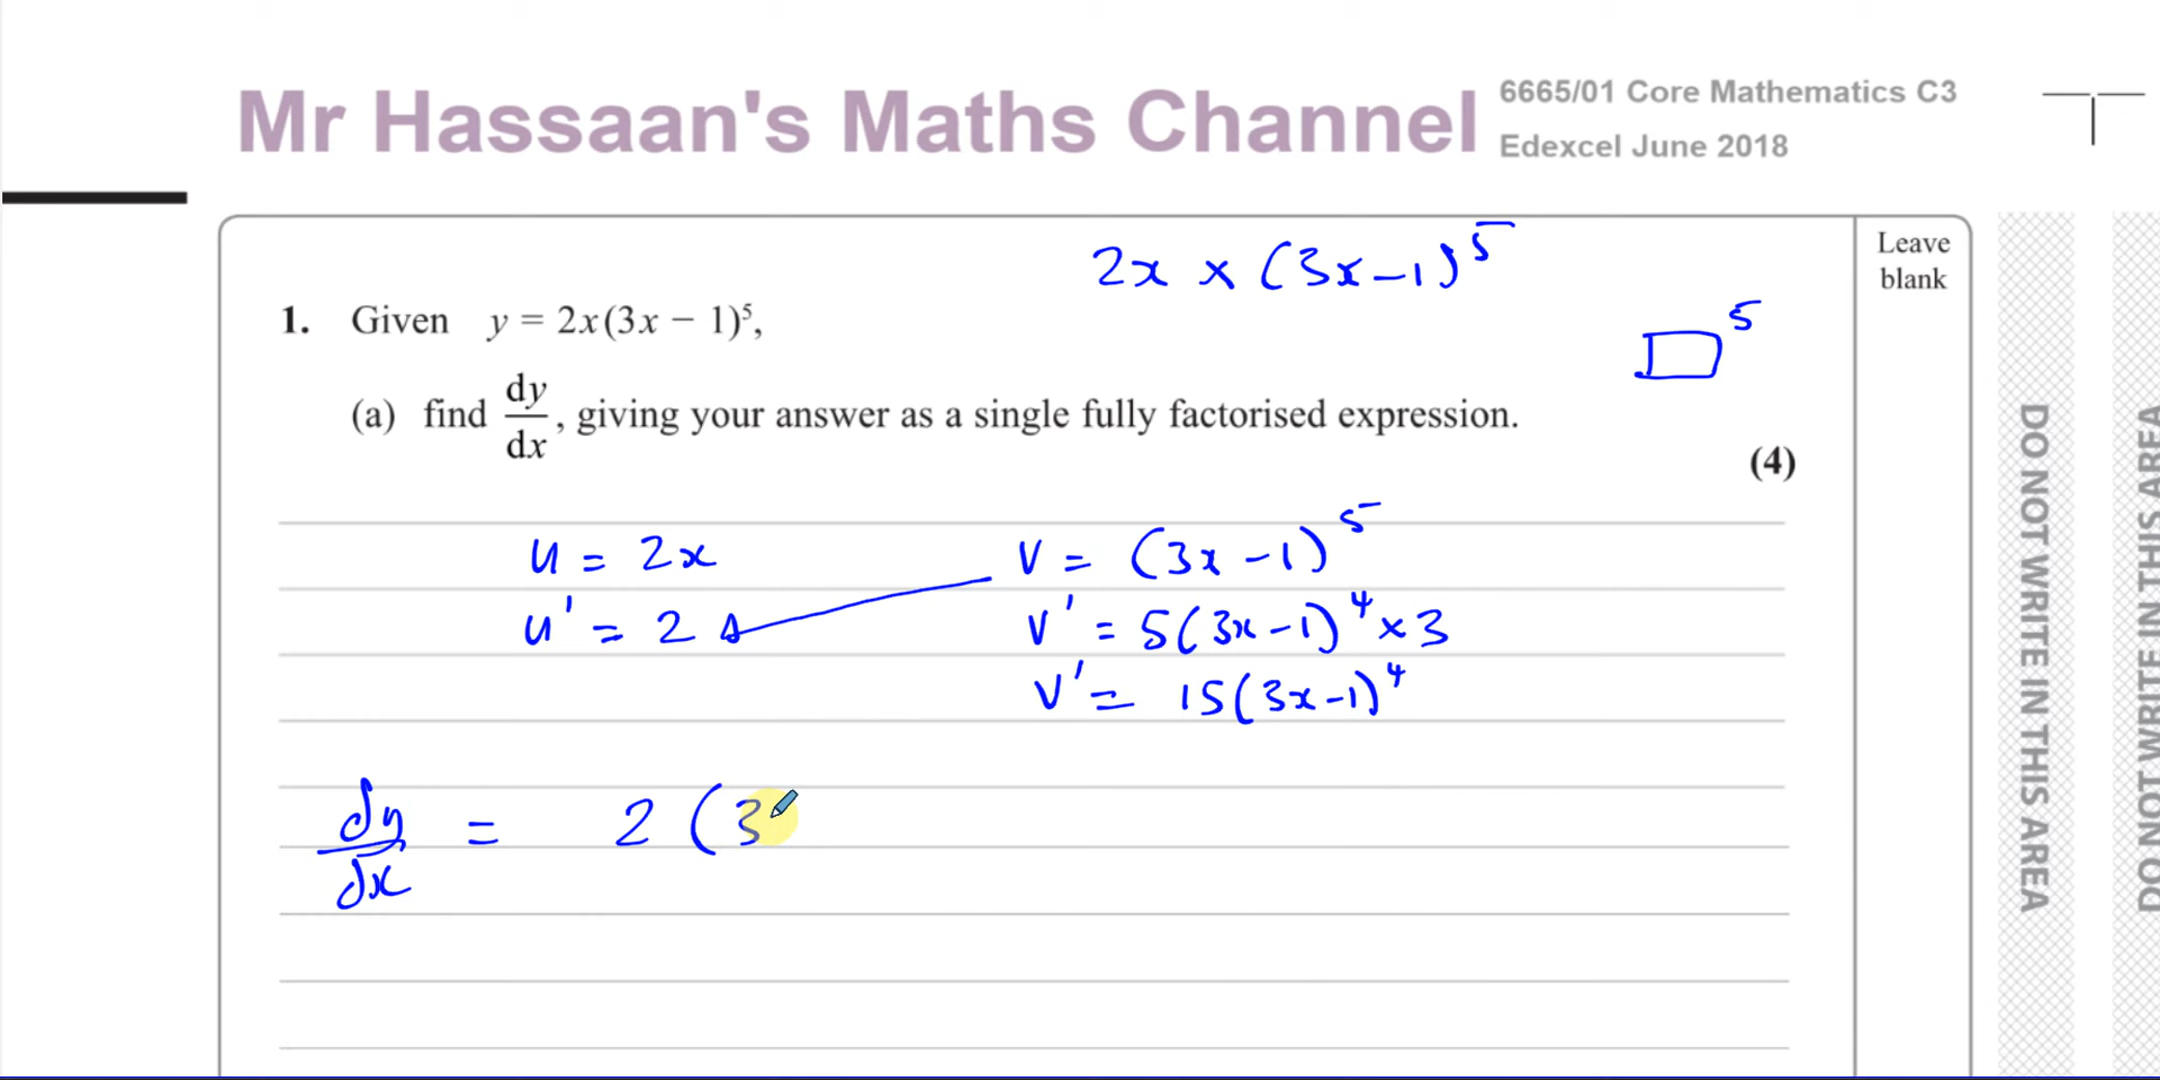 Mr Hassaan's Maths Channel
6665/01 Core Mathematics C3
Edexcel June 2018
2x × (3x−1)⁵
Leave
blank
1. Given y = 2x(3x − 1)⁵,
□⁵
(a) find dy/dx, giving your answer as a single fully factorised expression.
(4)
u = 2x
v = (3x−1)⁵
u' = 2
v' = 5(3x−1)⁴×3
v' = 15(3x−1)⁴
dy/dx = 2(3
DO NOT WRITE IN THIS AREA
DO NOT WRITE IN THIS AREA